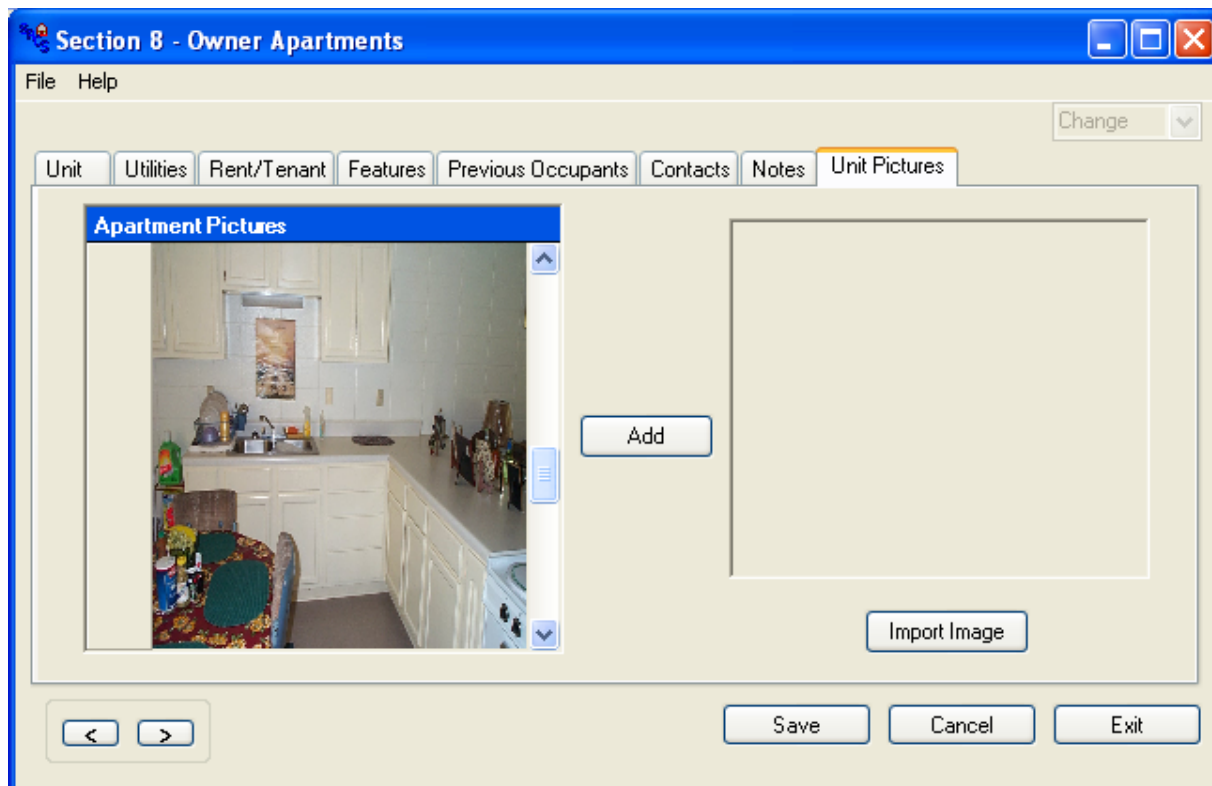 Section 8 - Owner Apartments
File Help
Change
Unit Utilities Rent/Tenant Features Previous Occupants Contacts Notes Unit Pictures
Apartment Pictures
Add
Import Image
< > Save Cancel Exit